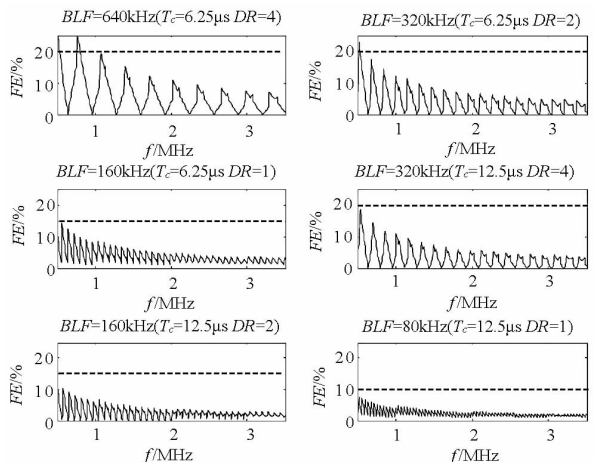 BLF=640kHz(Tc=6.25μs DR=4)
FE/%
20
10
0
1 2 3
f/MHz
BLF=320kHz(Tc=6.25μs DR=2)
FE/%
20
10
0
1 2 3
f/MHz
BLF=160kHz(Tc=6.25μs DR=1)
FE/%
20
10
0
1 2 3
f/MHz
BLF=320kHz(Tc=12.5μs DR=4)
FE/%
20
10
0
1 2 3
f/MHz
BLF=160kHz(Tc=12.5μs DR=2)
FE/%
20
10
0
1 2 3
f/MHz
BLF=80kHz(Tc=12.5μs DR=1)
FE/%
20
10
0
1 2 3
f/MHz